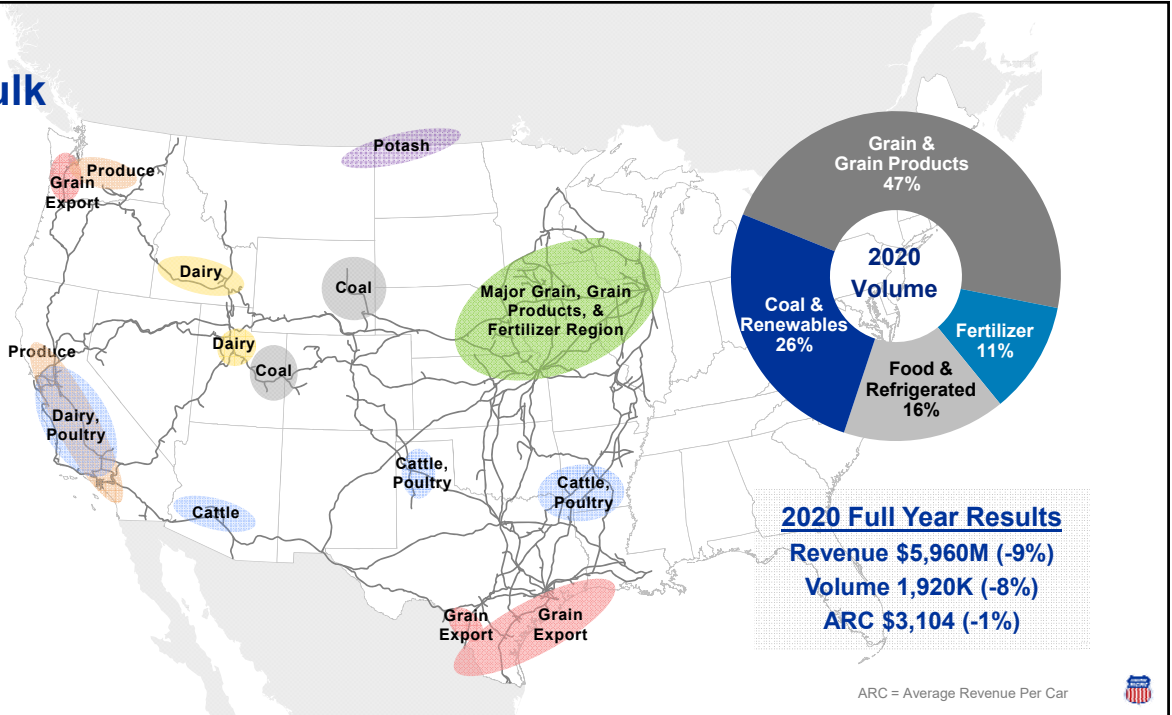 ulk
Potash
Produce
Grain
Export
Dairy
Coal
Major Grain, Grain
Products, &
Fertilizer Region
Dairy
Coal
Produce
Dairy,
Poultry
Cattle,
Poultry
Cattle,
Poultry
Cattle
Grain
Export
Grain
Export
Grain &
Grain Products
47%
2020
Volume
Coal &
Renewables
26%
Fertilizer
11%
Food &
Refrigerated
16%
2020 Full Year Results
Revenue $5,960M (-9%)
Volume 1,920K (-8%)
ARC $3,104 (-1%)
ARC = Average Revenue Per Car